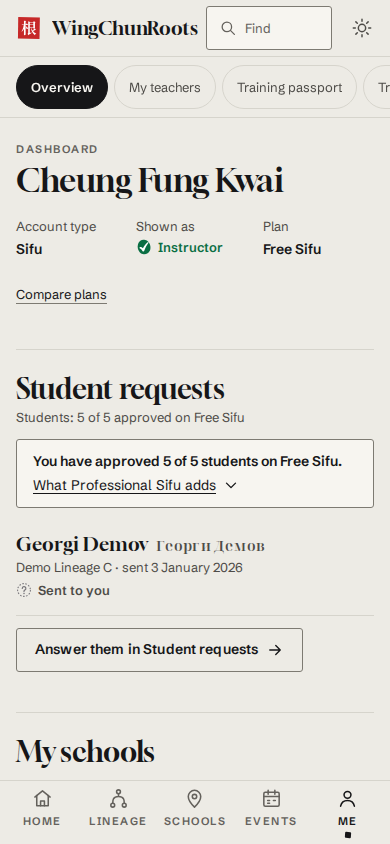 根 WingChunRoots Find
Overview My teachers Training passport Tr
DASHBOARD
Cheung Fung Kwai
Account type Shown as Plan
Sifu Instructor Free Sifu
Compare plans
Student requests
Students: 5 of 5 approved on Free Sifu
You have approved 5 of 5 students on Free Sifu.
What Professional Sifu adds
Georgi Demov Георги Демов
Demo Lineage C · sent 3 January 2026
Sent to you
Answer them in Student requests →
My schools
HOME LINEAGE SCHOOLS EVENTS ME